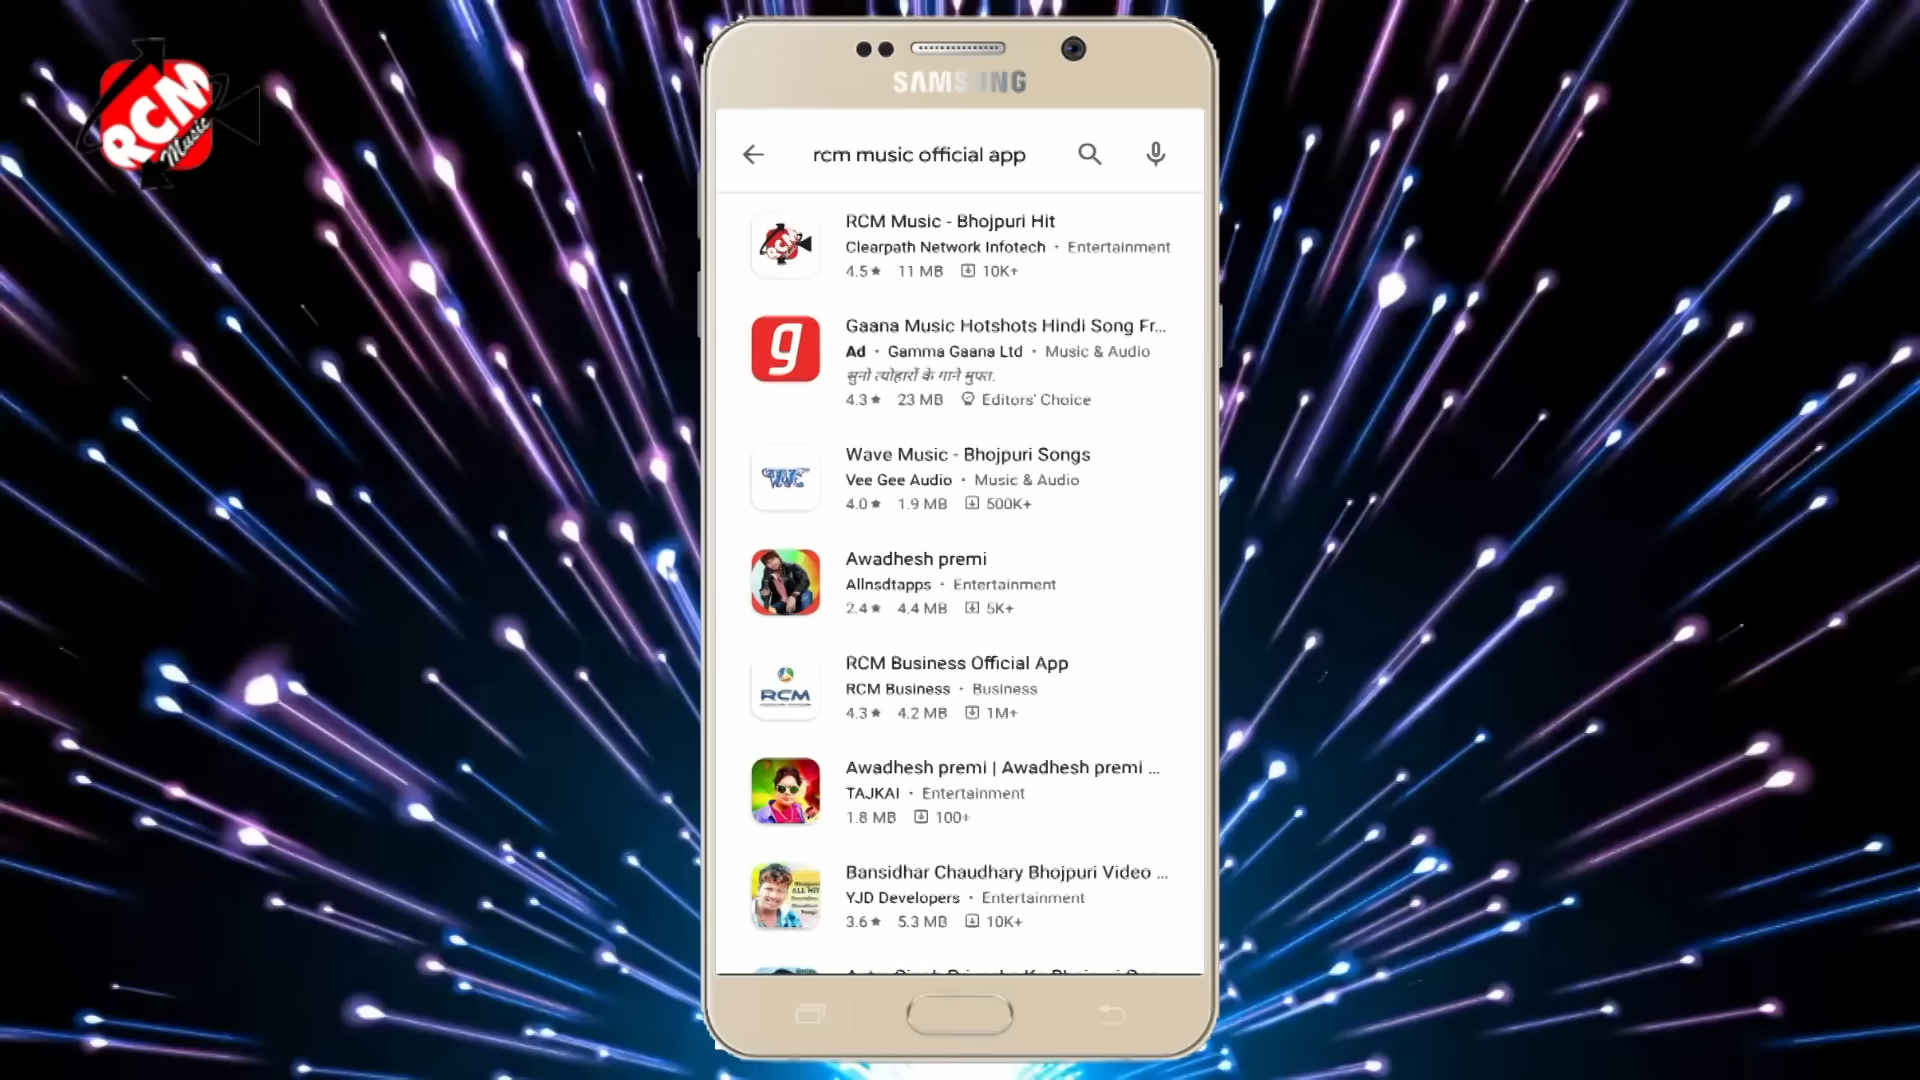 RCM
Music
SAMSUNG
rcm music official app
RCM Music - Bhojpuri Hit
Clearpath Network Infotech · Entertainment
4.5★ 11 MB 10K+
g
Gaana Music Hotshots Hindi Song Fr...
Ad · Gamma Gaana Ltd · Music & Audio
सुनो त्योहारों के गाने मुफ्त.
4.3★ 23 MB Editors' Choice
WAVE
Wave Music - Bhojpuri Songs
Vee Gee Audio · Music & Audio
4.0★ 1.9 MB 500K+
Awadhesh premi
Allnsdtapps · Entertainment
2.4★ 4.4 MB 5K+
RCM
RCM Business Official App
RCM Business · Business
4.3★ 4.2 MB 1M+
Awadhesh premi | Awadhesh premi ...
TAJKAI · Entertainment
1.8 MB 100+
Bansidhar Chaudhary Bhojpuri Video ...
YJD Developers · Entertainment
3.6★ 5.3 MB 10K+